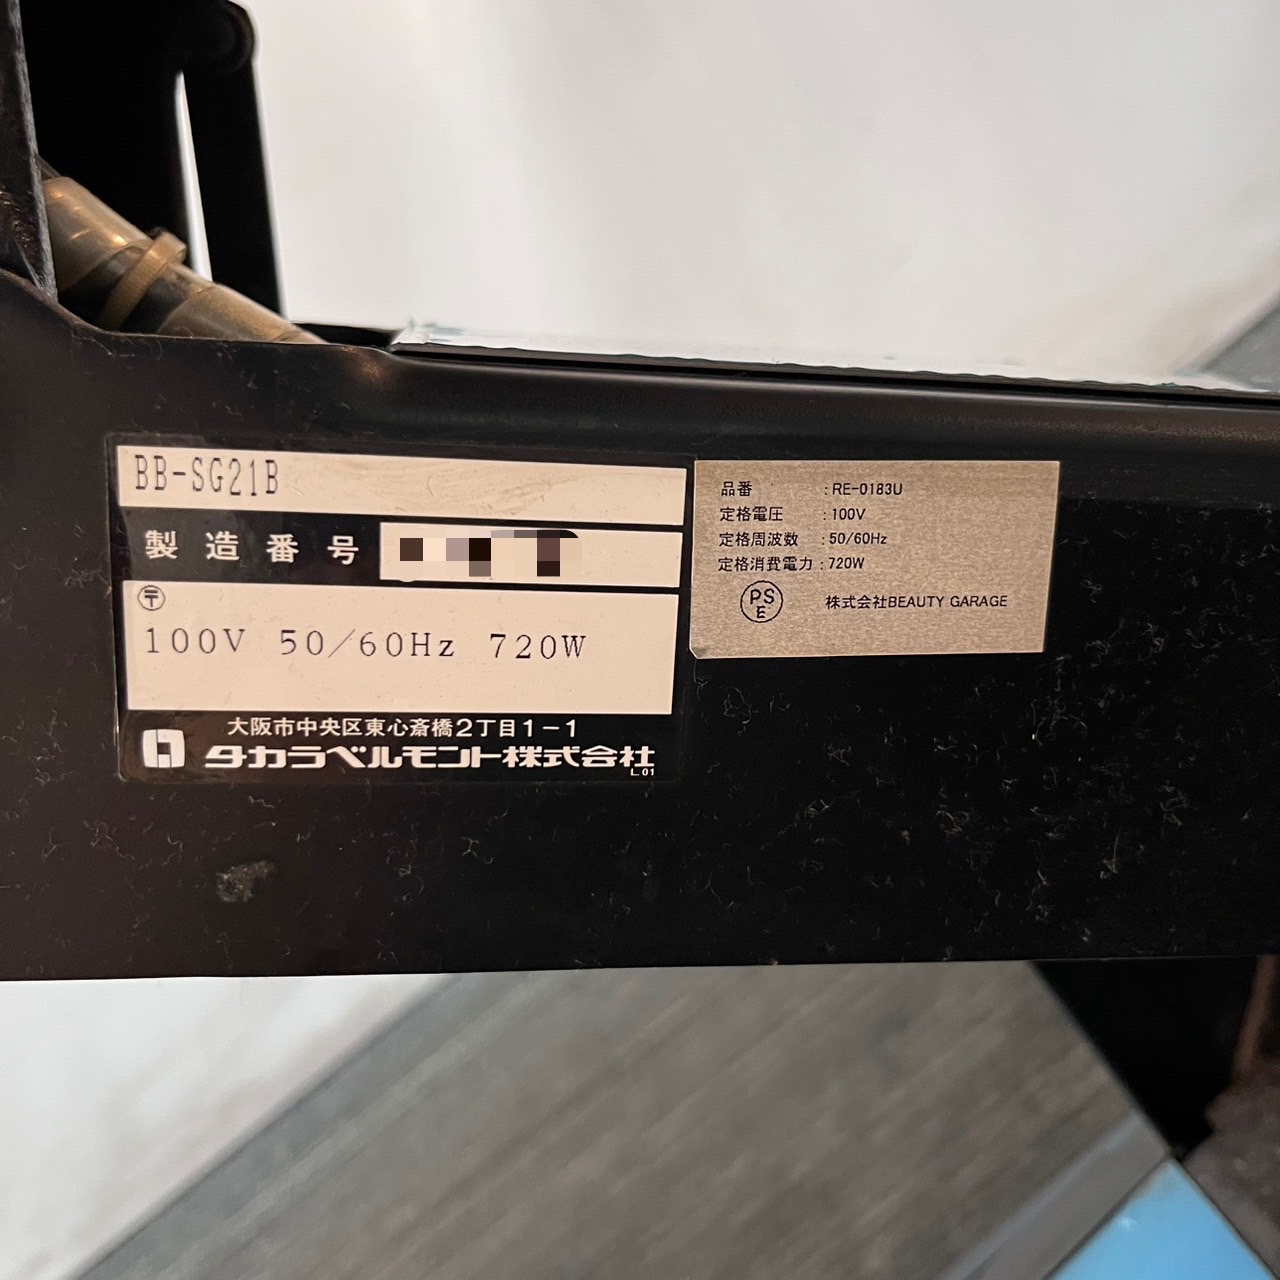 BB-SG21B
製造番号
〒
100V 50/60Hz 720W
大阪市中央区東心斎橋2丁目1-1
タカラベルモント株式会社
L01
品番 : RE-0183U
定格電圧 : 100V
定格周波数 : 50/60Hz
定格消費電力 : 720W
PS
E
株式会社BEAUTY GARAGE